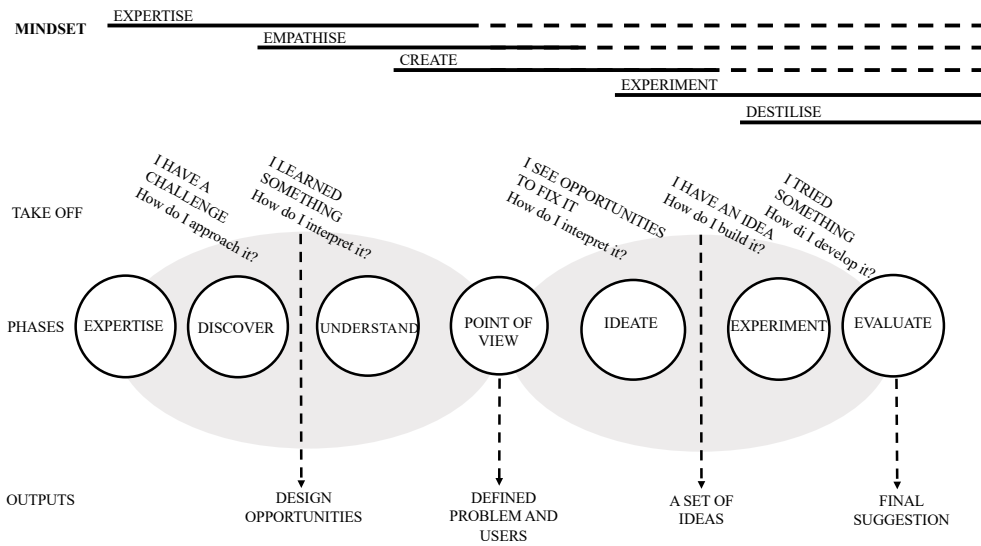 EXPERTISE
MINDSET
EMPATHISE
CREATE
EXPERIMENT
DESTILISE
TAKE OFF
I HAVE A
CHALLENGE
How do I approach it?
I LEARNED
SOMETHING
How do I interpret it?
I SEE OPPORTUNITIES
TO FIX IT
How do I interpret it?
I HAVE AN IDEA
How do I build it?
I TRIED
SOMETHING
How di I develop it?
PHASES
EXPERTISE
DISCOVER
UNDERSTAND
POINT OF
VIEW
IDEATE
EXPERIMENT
EVALUATE
OUTPUTS
DESIGN
OPPORTUNITIES
DEFINED
PROBLEM AND
USERS
A SET OF
IDEAS
FINAL
SUGGESTION